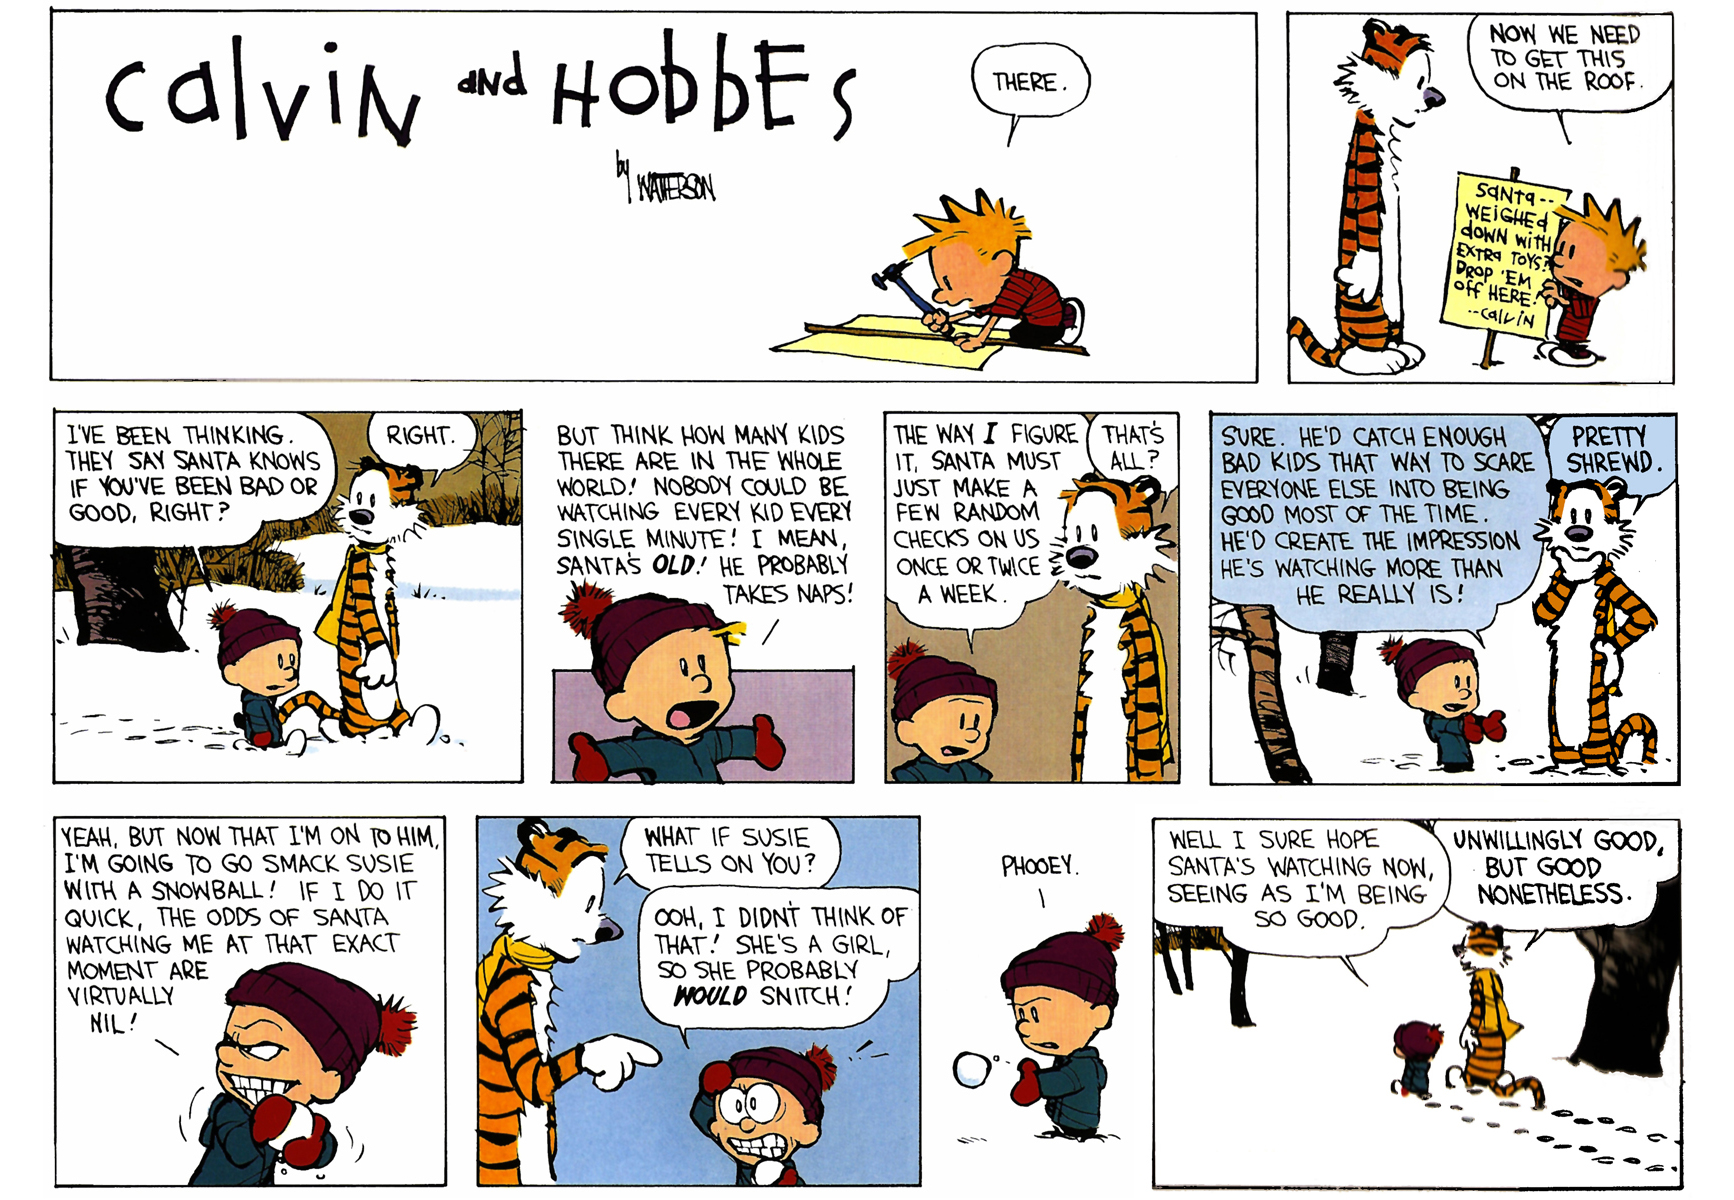 Calvin and Hobbes
by WATTERSON
THERE.
NOW WE NEED
TO GET THIS
ON THE ROOF.
SANTA--
WEIGHED
DOWN WITH
EXTRA TOYS?
DROP 'EM
OFF HERE!
--CALVIN
I'VE BEEN THINKING.
THEY SAY SANTA KNOWS
IF YOU'VE BEEN BAD OR
GOOD, RIGHT?
RIGHT.
BUT THINK HOW MANY KIDS
THERE ARE IN THE WHOLE
WORLD! NOBODY COULD BE
WATCHING EVERY KID EVERY
SINGLE MINUTE! I MEAN,
SANTA'S OLD! HE PROBABLY
TAKES NAPS!
THE WAY I FIGURE
IT, SANTA MUST
JUST MAKE A
FEW RANDOM
CHECKS ON US
ONCE OR TWICE
A WEEK.
THAT'S
ALL?
SURE. HE'D CATCH ENOUGH
BAD KIDS THAT WAY TO SCARE
EVERYONE ELSE INTO BEING
GOOD MOST OF THE TIME.
HE'D CREATE THE IMPRESSION
HE'S WATCHING MORE THAN
HE REALLY IS!
PRETTY
SHREWD.
YEAH, BUT NOW THAT I'M ON TO HIM,
I'M GOING TO GO SMACK SUSIE
WITH A SNOWBALL! IF I DO IT
QUICK, THE ODDS OF SANTA
WATCHING ME AT THAT EXACT
MOMENT ARE
VIRTUALLY
NIL!
WHAT IF SUSIE
TELLS ON YOU?
OOH, I DIDN'T THINK OF
THAT! SHE'S A GIRL,
SO SHE PROBABLY
WOULD SNITCH!
PHOOEY.
WELL I SURE HOPE
SANTA'S WATCHING NOW,
SEEING AS I'M BEING
SO GOOD.
UNWILLINGLY GOOD,
BUT GOOD
NONETHELESS.